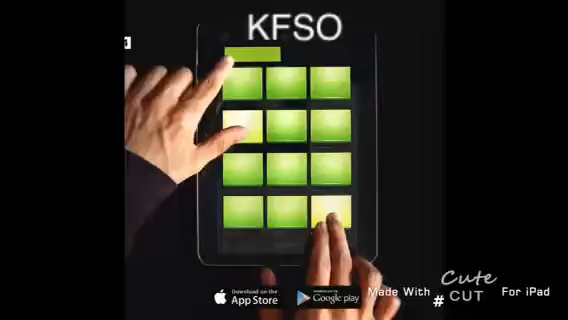 KFSO
Download on the
App Store
Google play
Made With # Cute CUT For iPad